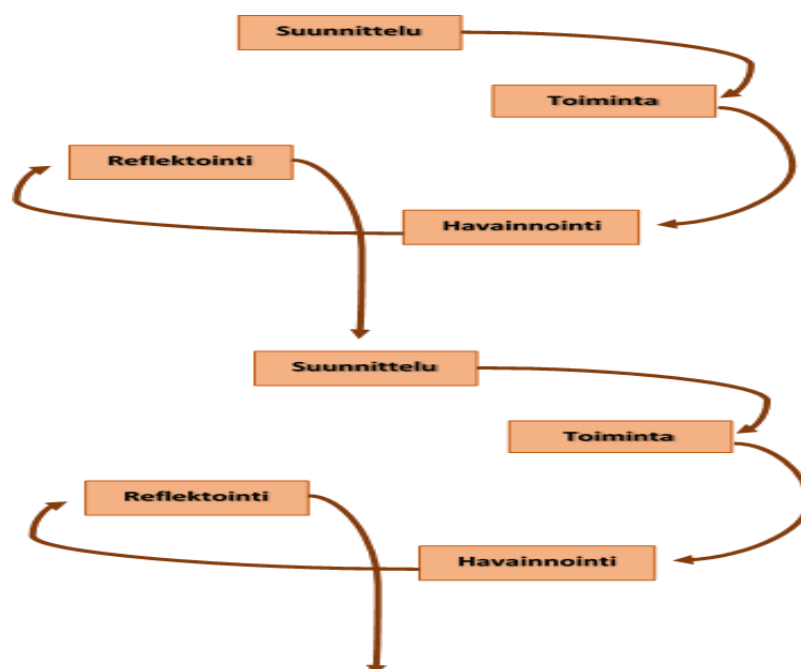 Suunnittelu
Toiminta
Reflektointi
Havainnointi
Suunnittelu
Toiminta
Reflektointi
Havainnointi